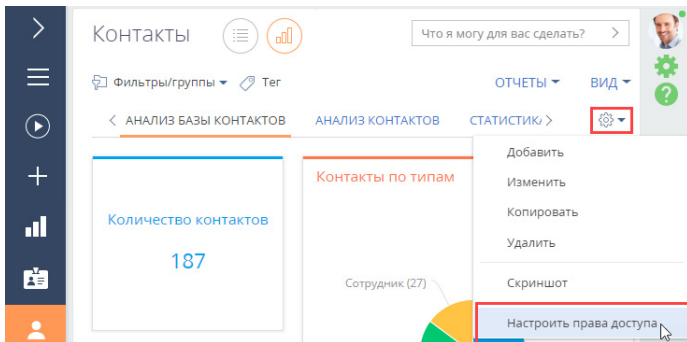 Контакты
Что я могу для вас сделать?
Фильтры/группы
Тег
ОТЧЕТЫ
ВИД
АНАЛИЗ БАЗЫ КОНТАКТОВ
АНАЛИЗ КОНТАКТОВ
СТАТИСТИК
Добавить
Изменить
Копировать
Удалить
Скриншот
Настроить права доступа
Количество контактов
187
Контакты по типам
Сотрудник (27)